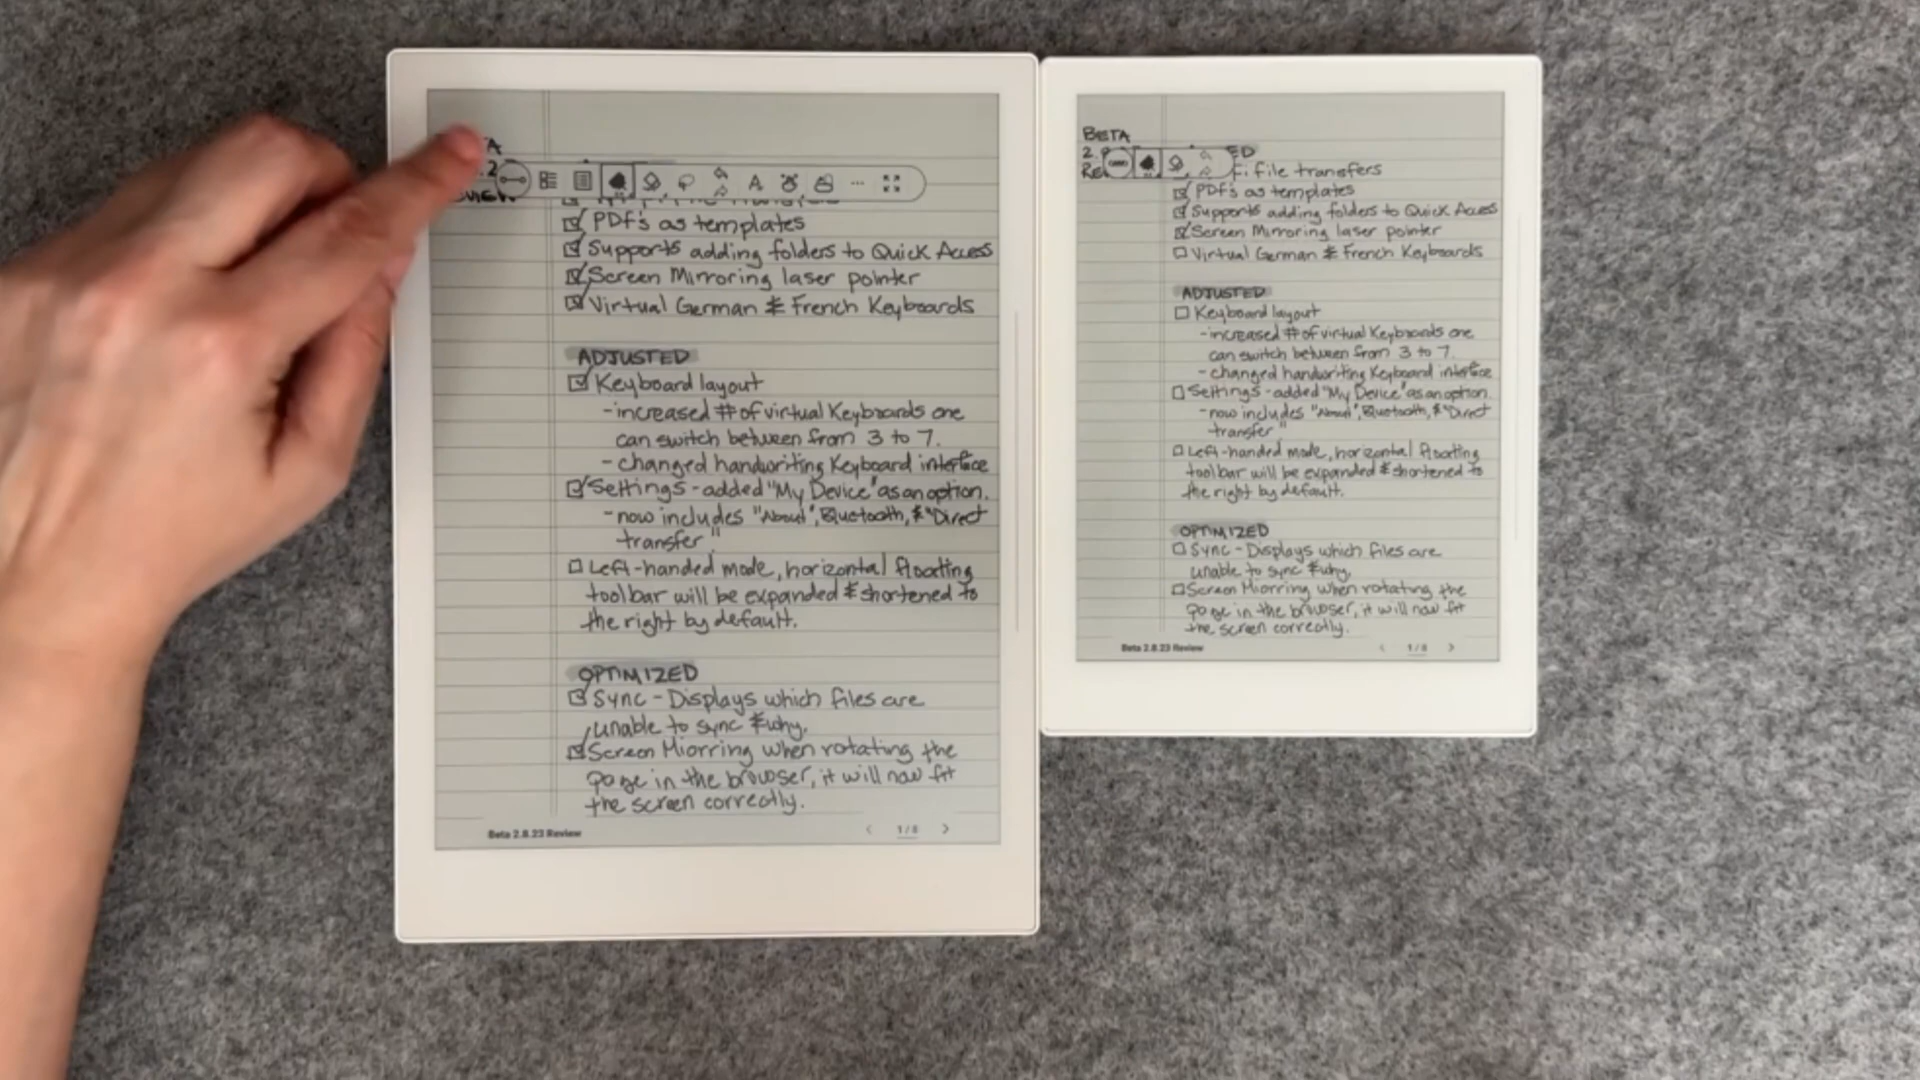 2
PDF's as templates
Supports adding folders to Quick Access
Screen Mirroring laser pointer
Virtual German & French Keyboards
ADJUSTED
Keyboard layout
-increased # of virtual Keyboards one
can switch between from 3 to 7.
- changed handwriting Keyboard interface
Settings - added "My Device" as an option.
-now includes "About", Bluetooth, & "Direct
transfer"
Left-handed mode, horizontal floating
toolbar will be expanded & shortened to
the right by default.
OPTIMIZED
Sync - Displays which files are
unable to sync & why.
Screen Miorring when rotating the
page in the browser, it will now fit
the screen correctly.
Beta 2.8.23 Review
< 1/8 >
BETA
2.
file transfers
PDF's as templates
Supports adding folders to Quick Access
Screen Mirroring laser pointer
Virtual German & French Keyboards
ADJUSTED
Keyboard layout
-increased # of virtual Keyboards one
can switch between from 3 to 7.
- changed handwriting Keyboard interface
Settings - added "My Device" as an option.
-now includes "About", Bluetooth, & "Direct
transfer"
Left-handed mode, horizontal floating
toolbar will be expanded & shortened to
the right by default.
OPTIMIZED
Sync - Displays which files are
unable to sync & why.
Screen Miorring when rotating the
page in the browser, it will now fit
the screen correctly.
Beta 2.8.23 Review
< 1/8 >